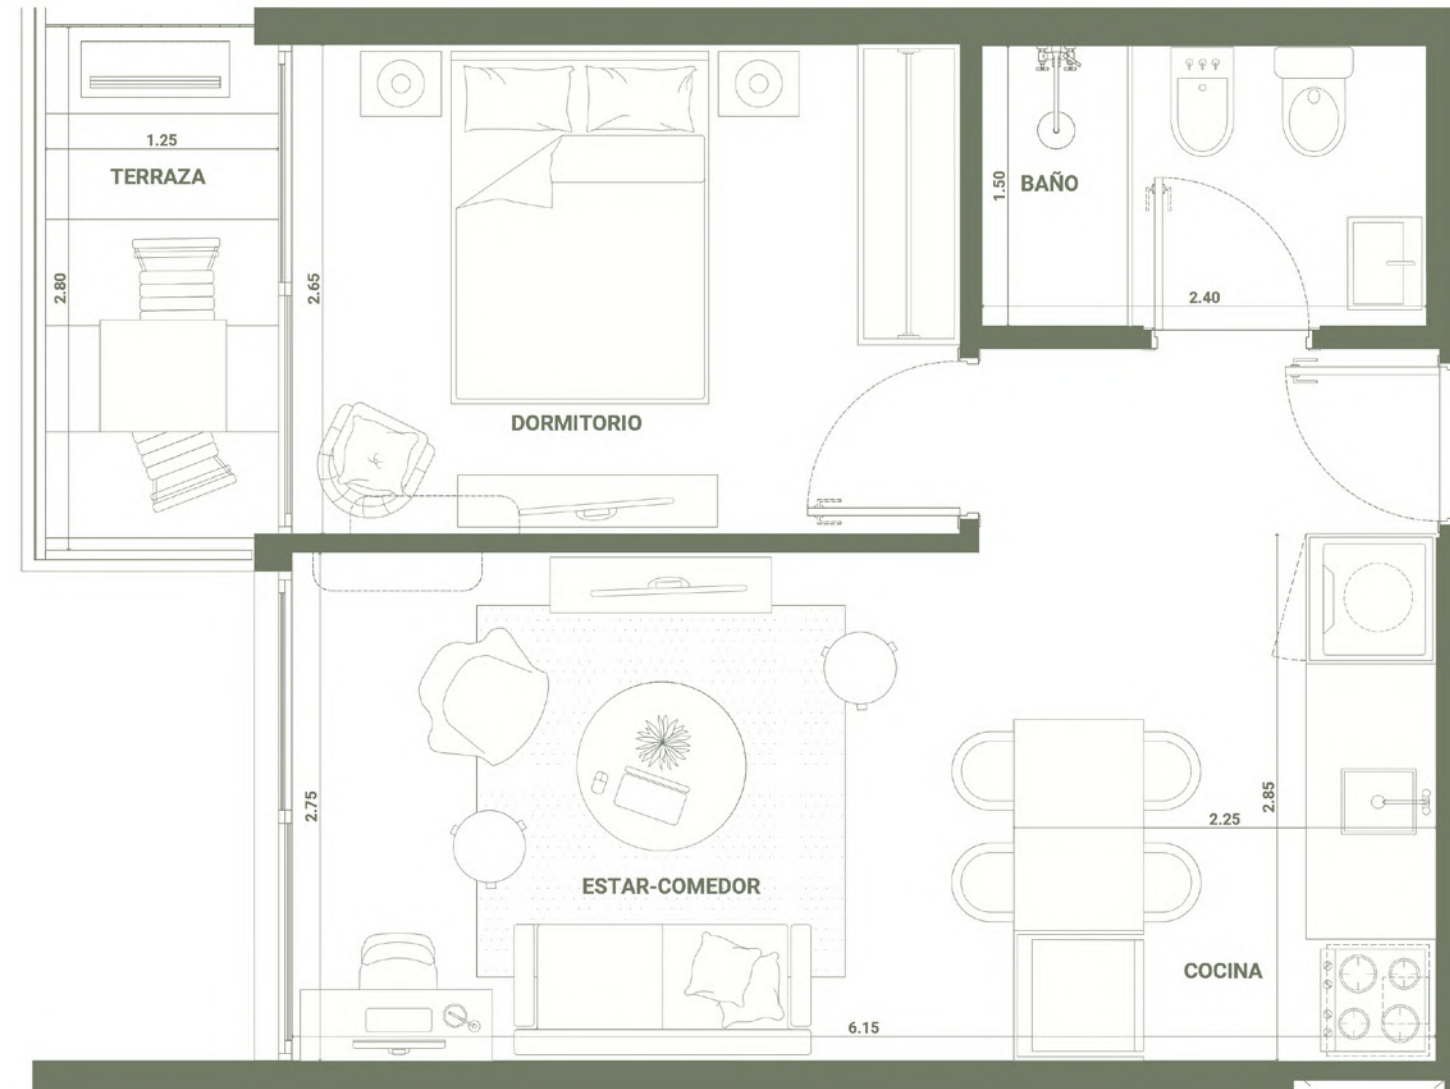 1.25
TERRAZA
2.80
2.65
DORMITORIO
1.50
BAÑO
2.40
2.75
ESTAR-COMEDOR
6.15
2.85
2.25
COCINA